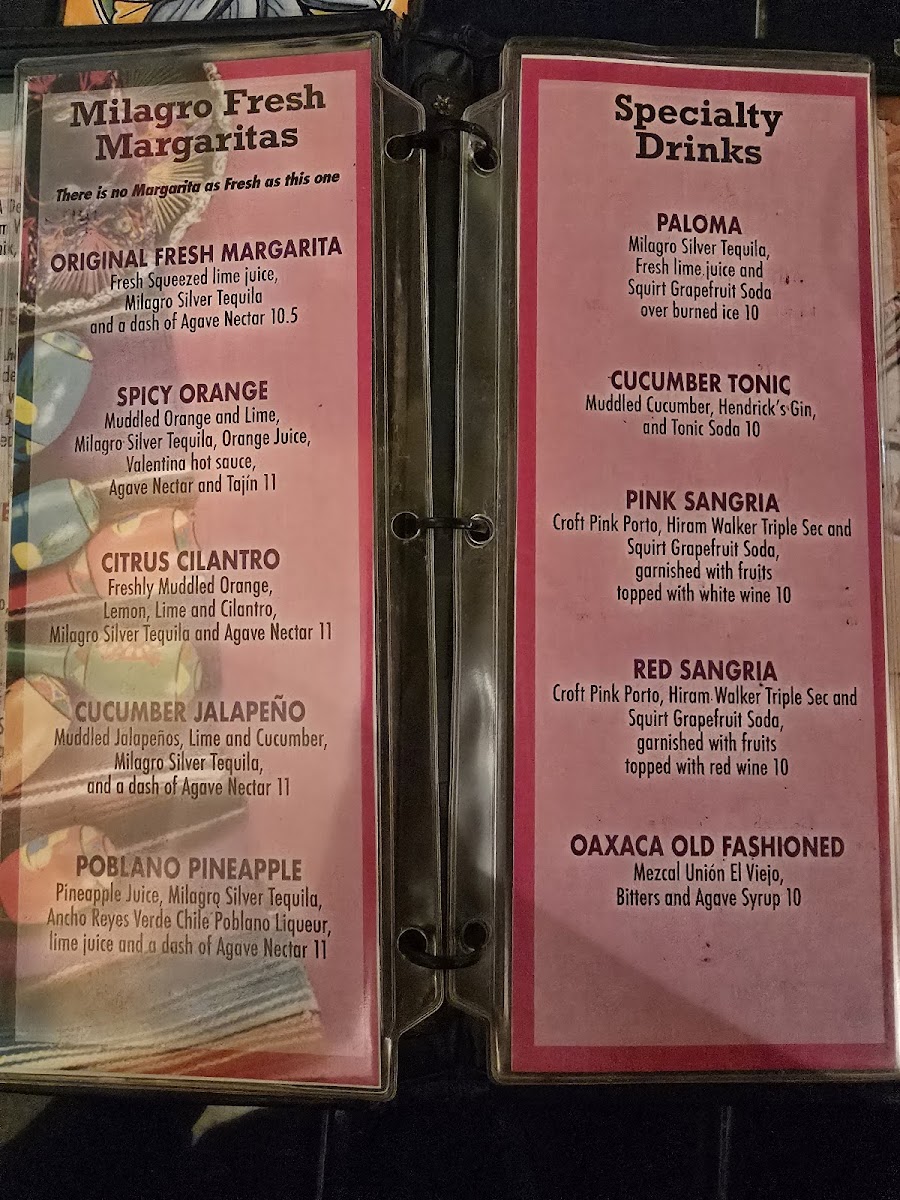 Milagro Fresh
Margaritas
There is no Margarita as Fresh as this one
ORIGINAL FRESH MARGARITA
Fresh Squeezed lime juice,
Milagro Silver Tequila
and a dash of Agave Nectar 10.5
SPICY ORANGE
Muddled Orange and Lime,
Milagro Silver Tequila, Orange Juice,
Valentina hot sauce,
Agave Nectar and Tajín 11
CITRUS CILANTRO
Freshly Muddled Orange,
Lemon, Lime and Cilantro,
Milagro Silver Tequila and Agave Nectar 11
CUCUMBER JALAPEÑO
Muddled Jalapeños, Lime and Cucumber,
Milagro Silver Tequila,
and a dash of Agave Nectar 11
POBLANO PINEAPPLE
Pineapple Juice, Milagro Silver Tequila,
Ancho Reyes Verde Chile Poblano Liqueur,
lime juice and a dash of Agave Nectar 11
Specialty
Drinks
PALOMA
Milagro Silver Tequila,
Fresh lime juice and
Squirt Grapefruit Soda
over burned ice 10
CUCUMBER TONIC
Muddled Cucumber, Hendrick's Gin,
and Tonic Soda 10
PINK SANGRIA
Croft Pink Porto, Hiram Walker Triple Sec and
Squirt Grapefruit Soda,
garnished with fruits
topped with white wine 10
RED SANGRIA
Croft Pink Porto, Hiram Walker Triple Sec and
Squirt Grapefruit Soda,
garnished with fruits
topped with red wine 10
OAXACA OLD FASHIONED
Mezcal Unión El Viejo,
Bitters and Agave Syrup 10